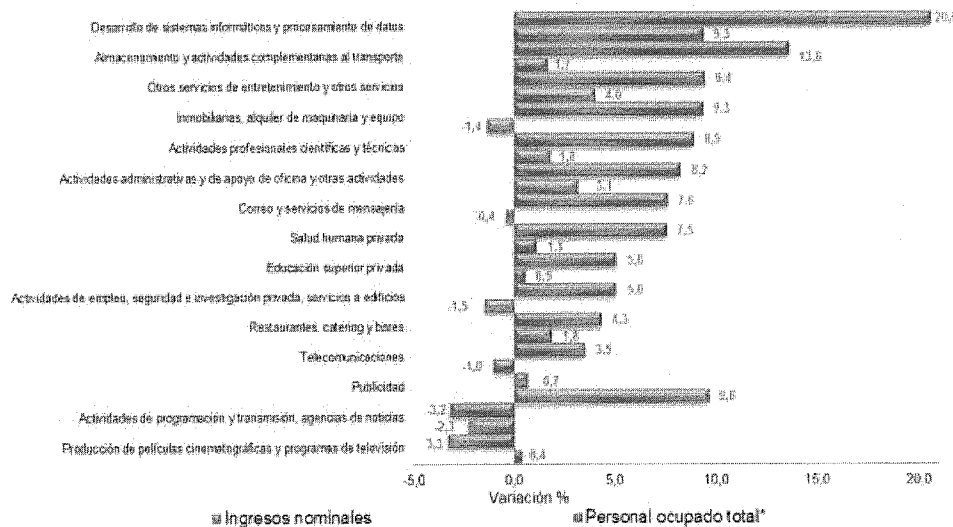 Desarrollo de sistemas informáticos y procesamiento de datos
9,3
Almacenamiento y actividades complementarias al transporte
13,6
1,7
Otros servicios de entretenimiento y otros servicios
9,4
4,0
Inmobiliarias, alquiler de maquinaria y equipo
9,3
-1,4
Actividades profesionales científicas y técnicas
8,9
1,8
Actividades administrativas y de apoyo de oficina y otras actividades
8,2
3,1
Correo y servicios de mensajería
7,6
-0,4
Salud humana privada
7,5
Educación superior privada
5,0
0,5
Actividades de empleo, seguridad e investigación privada, servicios a edificios
5,0
-1,5
Restaurantes, catering y bares
4,3
1,8
Telecomunicaciones
3,5
-1,0
Publicidad
0,7
9,6
Actividades de programación y transmisión, agencias de noticias
-3,2
-2,3
Producción de películas cinematográficas y programas de televisión
0,4
-5,0 0,0 5,0 10,0 15,0 20,0
Variación %
Ingresos nominales Personal ocupado total*